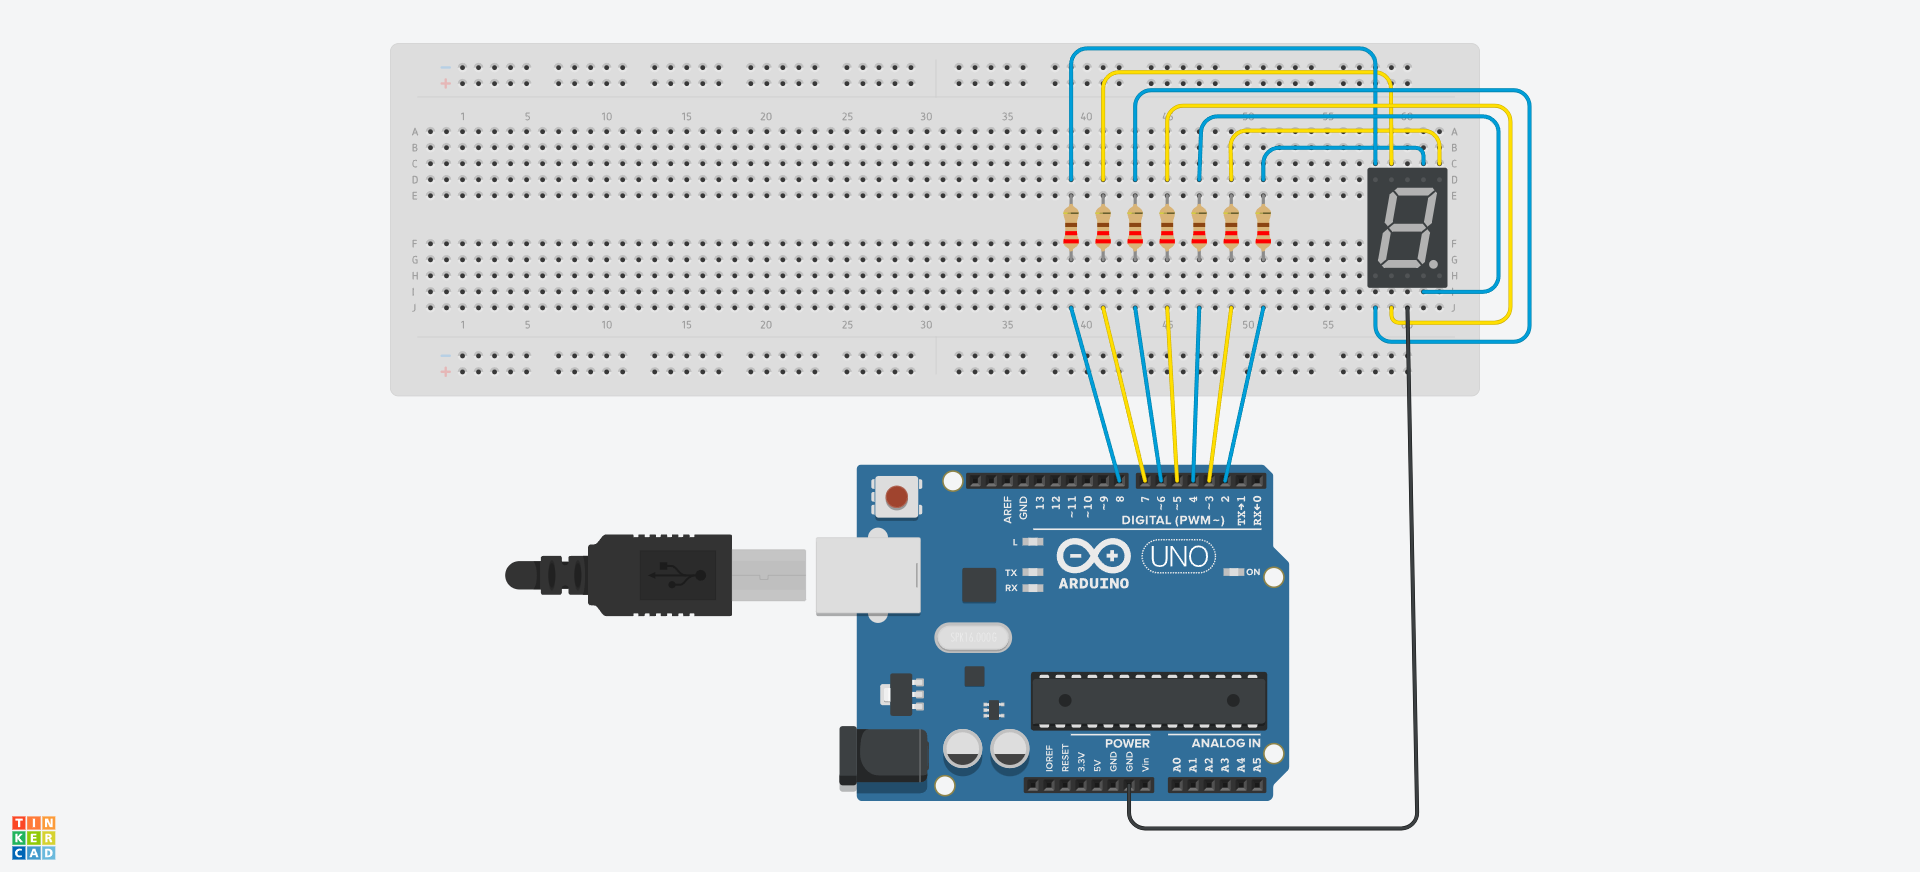 1 5 10 15 20 25 30 35 40 45 50 55 60
A A
B B
C C
D D
E E
F F
G G
H H
I I
J J
1 5 10 15 20 25 30 35 40 45 50 55 60
AREF GND 13 12 ~11 ~10 ~9 8 7 ~6 ~5 4 ~3 2 TX→1 RX←0
DIGITAL (PWM~)
L
TX
RX
UNO
ARDUINO
ON
POWER ANALOG IN
IOREF RESET 3.3V 5V GND GND Vin A0 A1 A2 A3 A4 A5
TIN
KER
CAD